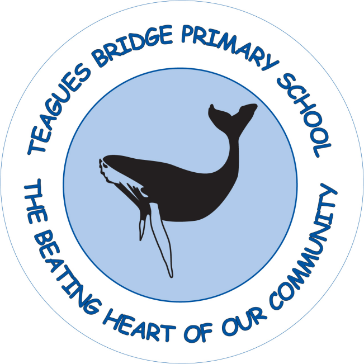 TEAGUES BRIDGE PRIMARY SCHOOL
THE BEATING HEART OF OUR COMMUNITY